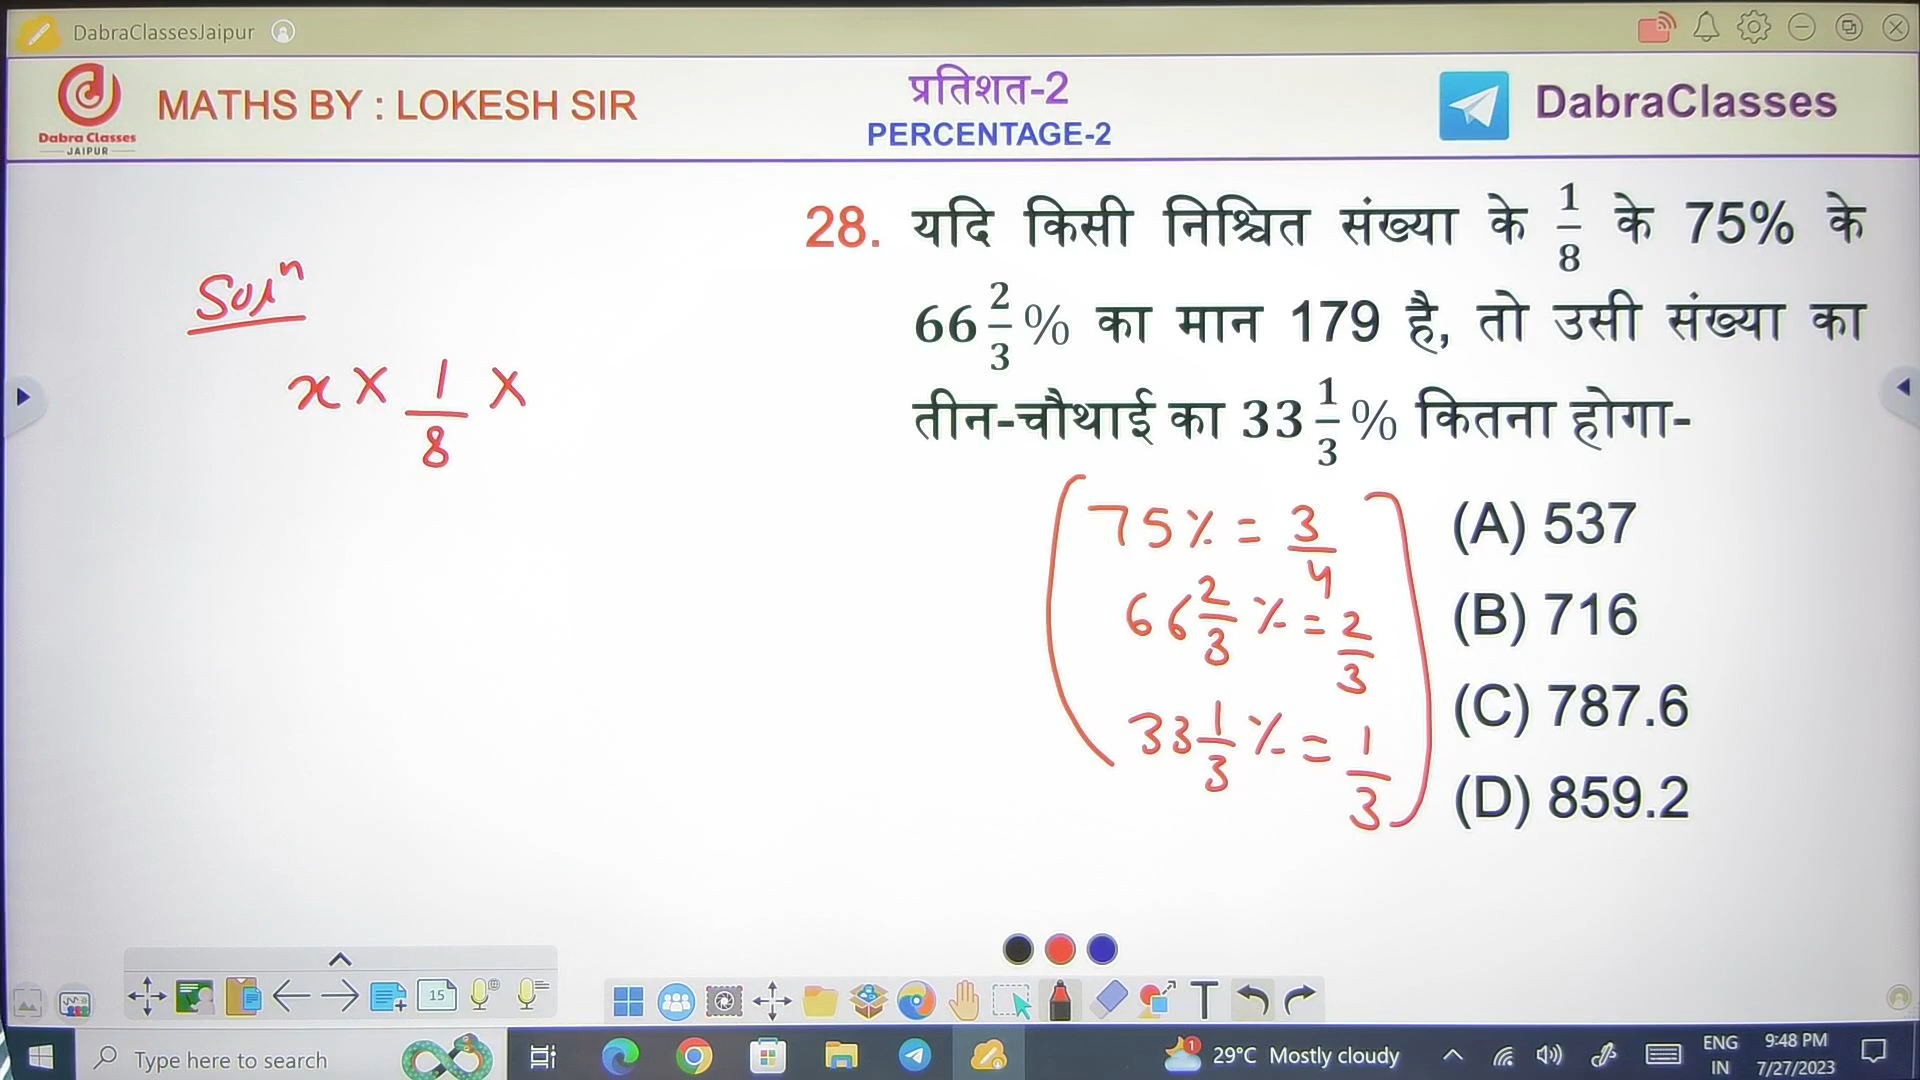 DabraClassesJaipur
Dabra Classes
JAIPUR
MATHS BY : LOKESH SIR
प्रतिशत-2
PERCENTAGE-2
DabraClasses
28. यदि किसी निश्चित संख्या के 1/8 के 75% के
66 2/3 % का मान 179 है, तो उसी संख्या का
तीन-चौथाई का 33 1/3 % कितना होगा-
(A) 537
(B) 716
(C) 787.6
(D) 859.2
75% = 3/4
66 2/3 % = 2/3
33 1/3 % = 1/3
Solⁿ
x × 1/8 ×
15
T
Type here to search
1
29°C Mostly cloudy
ENG
IN
9:48 PM
7/27/2023